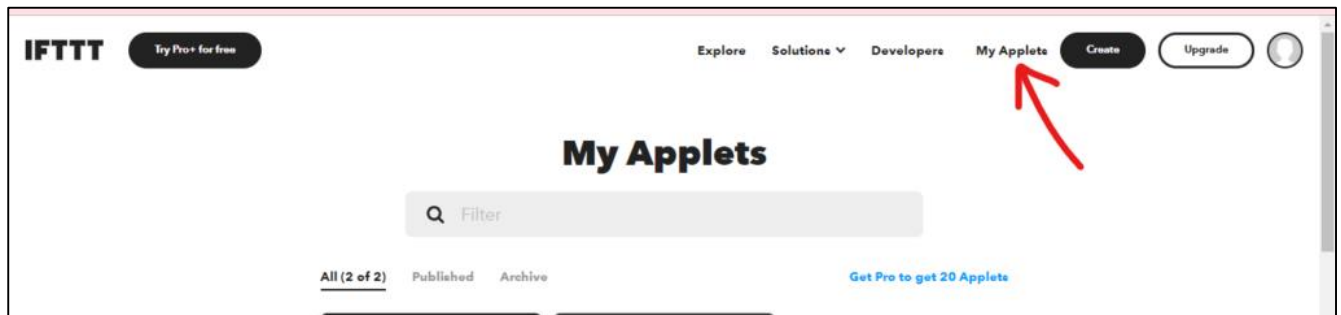 IFTTT Try Pro+ for free Explore Solutions Developers My Applets Create Upgrade
My Applets
Filter
All (2 of 2) Published Archive Get Pro to get 20 Applets